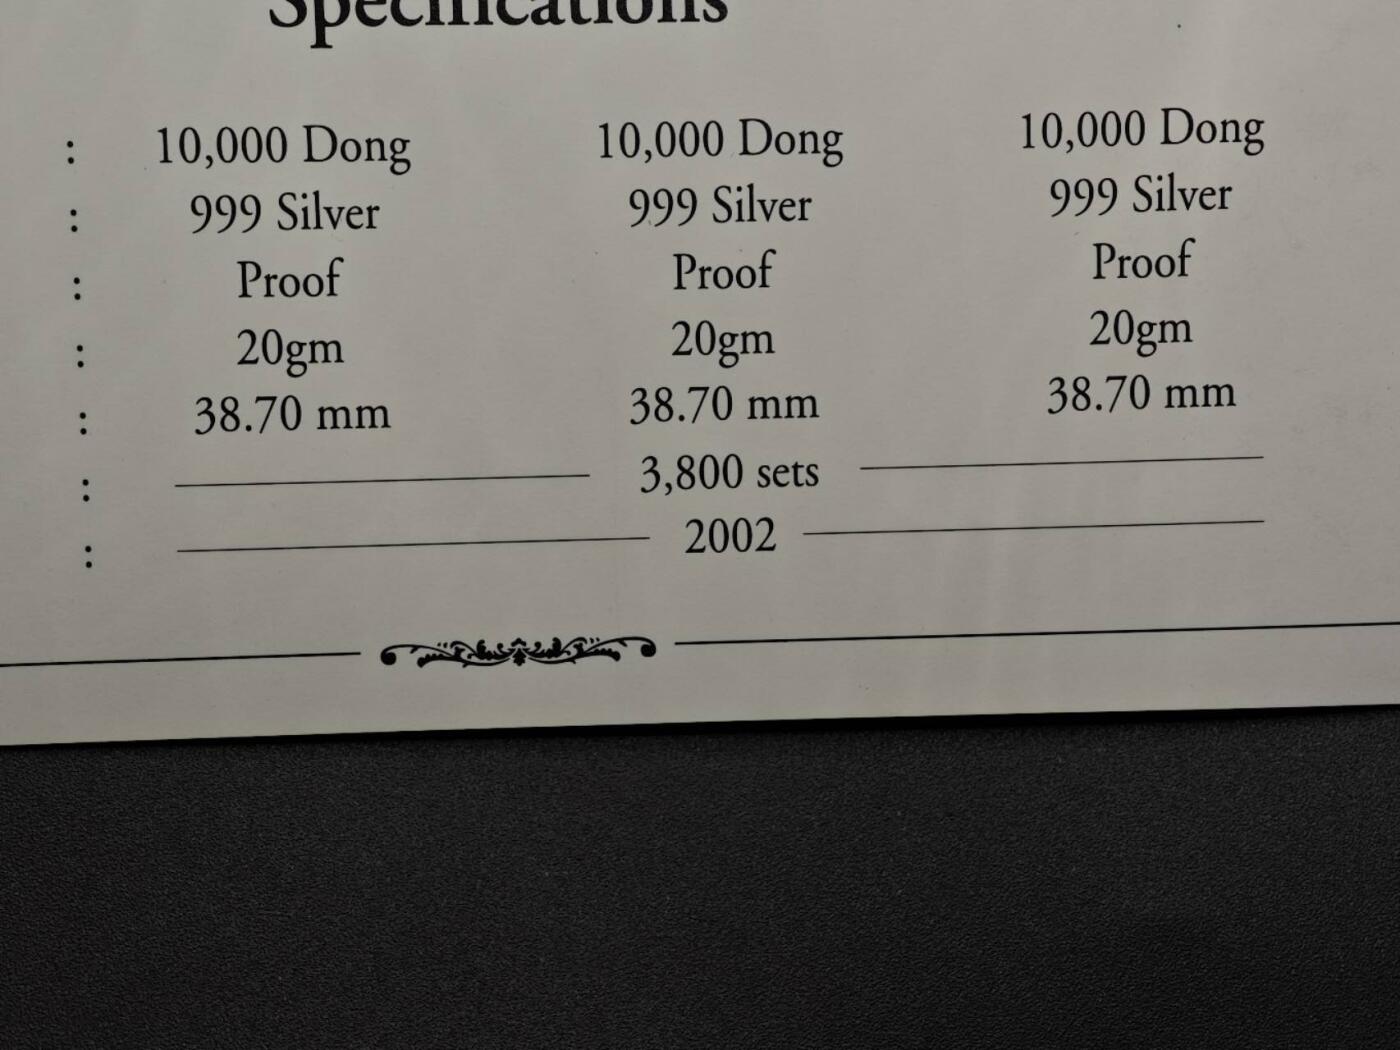 Specifications
: 10,000 Dong 10,000 Dong 10,000 Dong
: 999 Silver 999 Silver 999 Silver
: Proof Proof Proof
: 20gm 20gm 20gm
: 38.70 mm 38.70 mm 38.70 mm
: 3,800 sets
: 2002